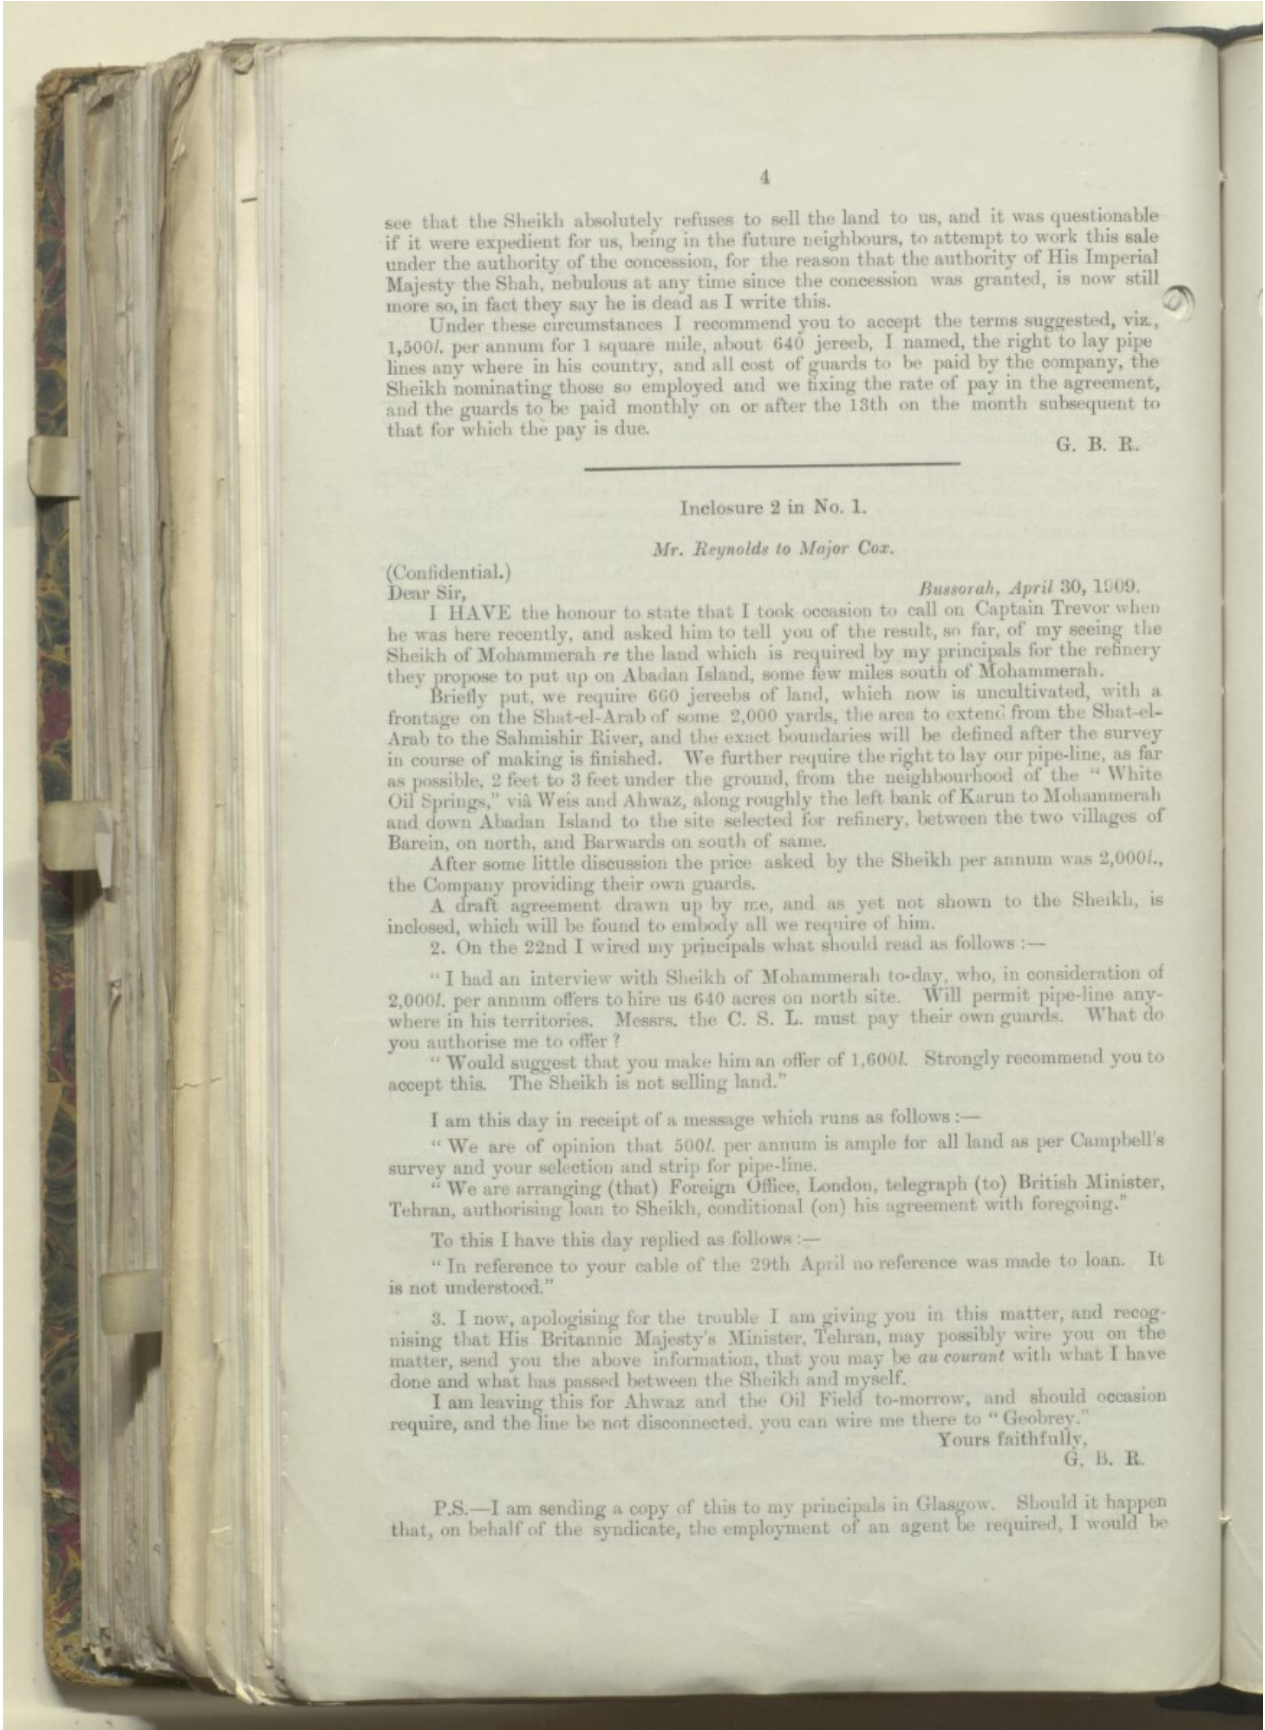 4
see that the Sheikh absolutely refuses to sell the land to us, and it was questionable
if it were expedient for us, being in the future neighbours, to attempt to work this sale
under the authority of the concession, for the reason that the authority of His Imperial
Majesty the Shah, nebulous at any time since the concession was granted, is now still
more so, in fact they say he is dead as I write this.
Under these circumstances I recommend you to accept the terms suggested, viz.,
1,500l. per annum for 1 square mile, about 640 jereeb, I named, the right to lay pipe
lines any where in his country, and all cost of guards to be paid by the company, the
Sheikh nominating those so employed and we fixing the rate of pay in the agreement,
and the guards to be paid monthly on or after the 13th on the month subsequent to
that for which the pay is due.
G. B. R.
Inclosure 2 in No. 1.
Mr. Reynolds to Major Cox.
(Confidential.)
Dear Sir, Bussorah, April 30, 1909.
I HAVE the honour to state that I took occasion to call on Captain Trevor when
he was here recently, and asked him to tell you of the result, so far, of my seeing the
Sheikh of Mohammerah re the land which is required by my principals for the refinery
they propose to put up on Abadan Island, some few miles south of Mohammerah.
Briefly put, we require 660 jereebs of land, which now is uncultivated, with a
frontage on the Shat-el-Arab of some 2,000 yards, the area to extend from the Shat-el-
Arab to the Sahmishir River, and the exact boundaries will be defined after the survey
in course of making is finished. We further require the right to lay our pipe-line, as far
as possible, 2 feet to 3 feet under the ground, from the neighbourhood of the “ White
Oil Springs,” viâ Weis and Ahwaz, along roughly the left bank of Karun to Mohammerah
and down Abadan Island to the site selected for refinery, between the two villages of
Barein, on north, and Barwards on south of same.
After some little discussion the price asked by the Sheikh per annum was 2,000l.,
the Company providing their own guards.
A draft agreement drawn up by me, and as yet not shown to the Sheikh, is
inclosed, which will be found to embody all we require of him.
2. On the 22nd I wired my principals what should read as follows :—
“ I had an interview with Sheikh of Mohammerah to-day, who, in consideration of
2,000l. per annum offers to hire us 640 acres on north site. Will permit pipe-line any-
where in his territories. Messrs. the C. S. L. must pay their own guards. What do
you authorise me to offer ?
“ Would suggest that you make him an offer of 1,600l. Strongly recommend you to
accept this. The Sheikh is not selling land.”
I am this day in receipt of a message which runs as follows :—
“ We are of opinion that 500l. per annum is ample for all land as per Campbell's
survey and your selection and strip for pipe-line.
“ We are arranging (that) Foreign Office, London, telegraph (to) British Minister,
Tehran, authorising loan to Sheikh, conditional (on) his agreement with foregoing.”
To this I have this day replied as follows :—
“ In reference to your cable of the 29th April no reference was made to loan. It
is not understood.”
3. I now, apologising for the trouble I am giving you in this matter, and recog-
nising that His Britannic Majesty's Minister, Tehran, may possibly wire you on the
matter, send you the above information, that you may be au courant with what I have
done and what has passed between the Sheikh and myself.
I am leaving this for Ahwaz and the Oil Field to-morrow, and should occasion
require, and the line be not disconnected, you can wire me there to “ Geobrey.”
Yours faithfully,
G. B. R.
P.S.—I am sending a copy of this to my principals in Glasgow. Should it happen
that, on behalf of the syndicate, the employment of an agent be required, I would be